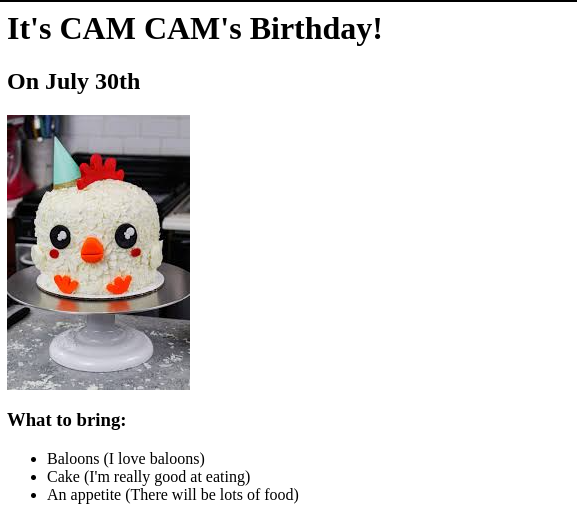 It's CAM CAM's Birthday!
On July 30th
What to bring:
Baloons (I love baloons)
Cake (I'm really good at eating)
An appetite (There will be lots of food)